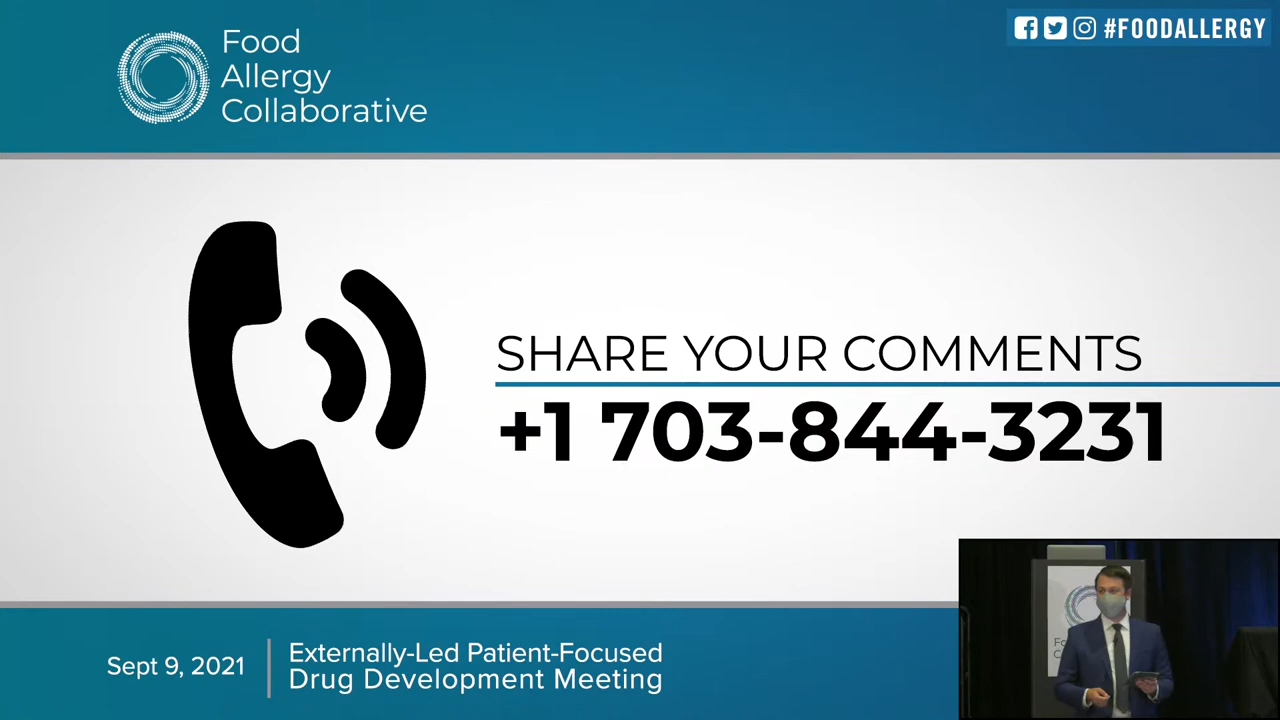 Food
Allergy
Collaborative
#FOODALLERGY
SHARE YOUR COMMENTS
+1 703-844-3231
Sept 9, 2021
Externally-Led Patient-Focused
Drug Development Meeting